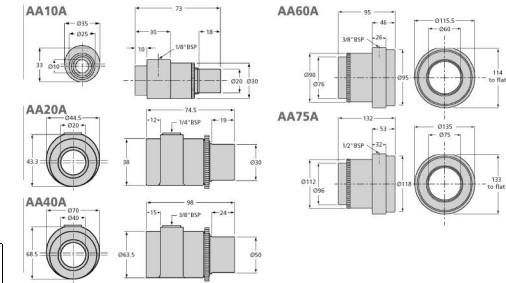 AA10A
Ø35
Ø25
33
Ø10
73
30
18
10
1/8"BSP
Ø20
Ø30
AA20A
Ø44.5
Ø20
43.3
74.5
12
1/4"BSP
19
38
Ø30
AA40A
Ø70
Ø40
68.5
98
15
3/8"BSP
24
Ø63.5
Ø50
AA60A
95
46
3/8"BSP
26
Ø90
Ø76
Ø95
Ø115.5
Ø60
114
to flat
AA75A
132
53
1/2"BSP
32
Ø112
Ø96
Ø118
Ø135
Ø75
133
to flat